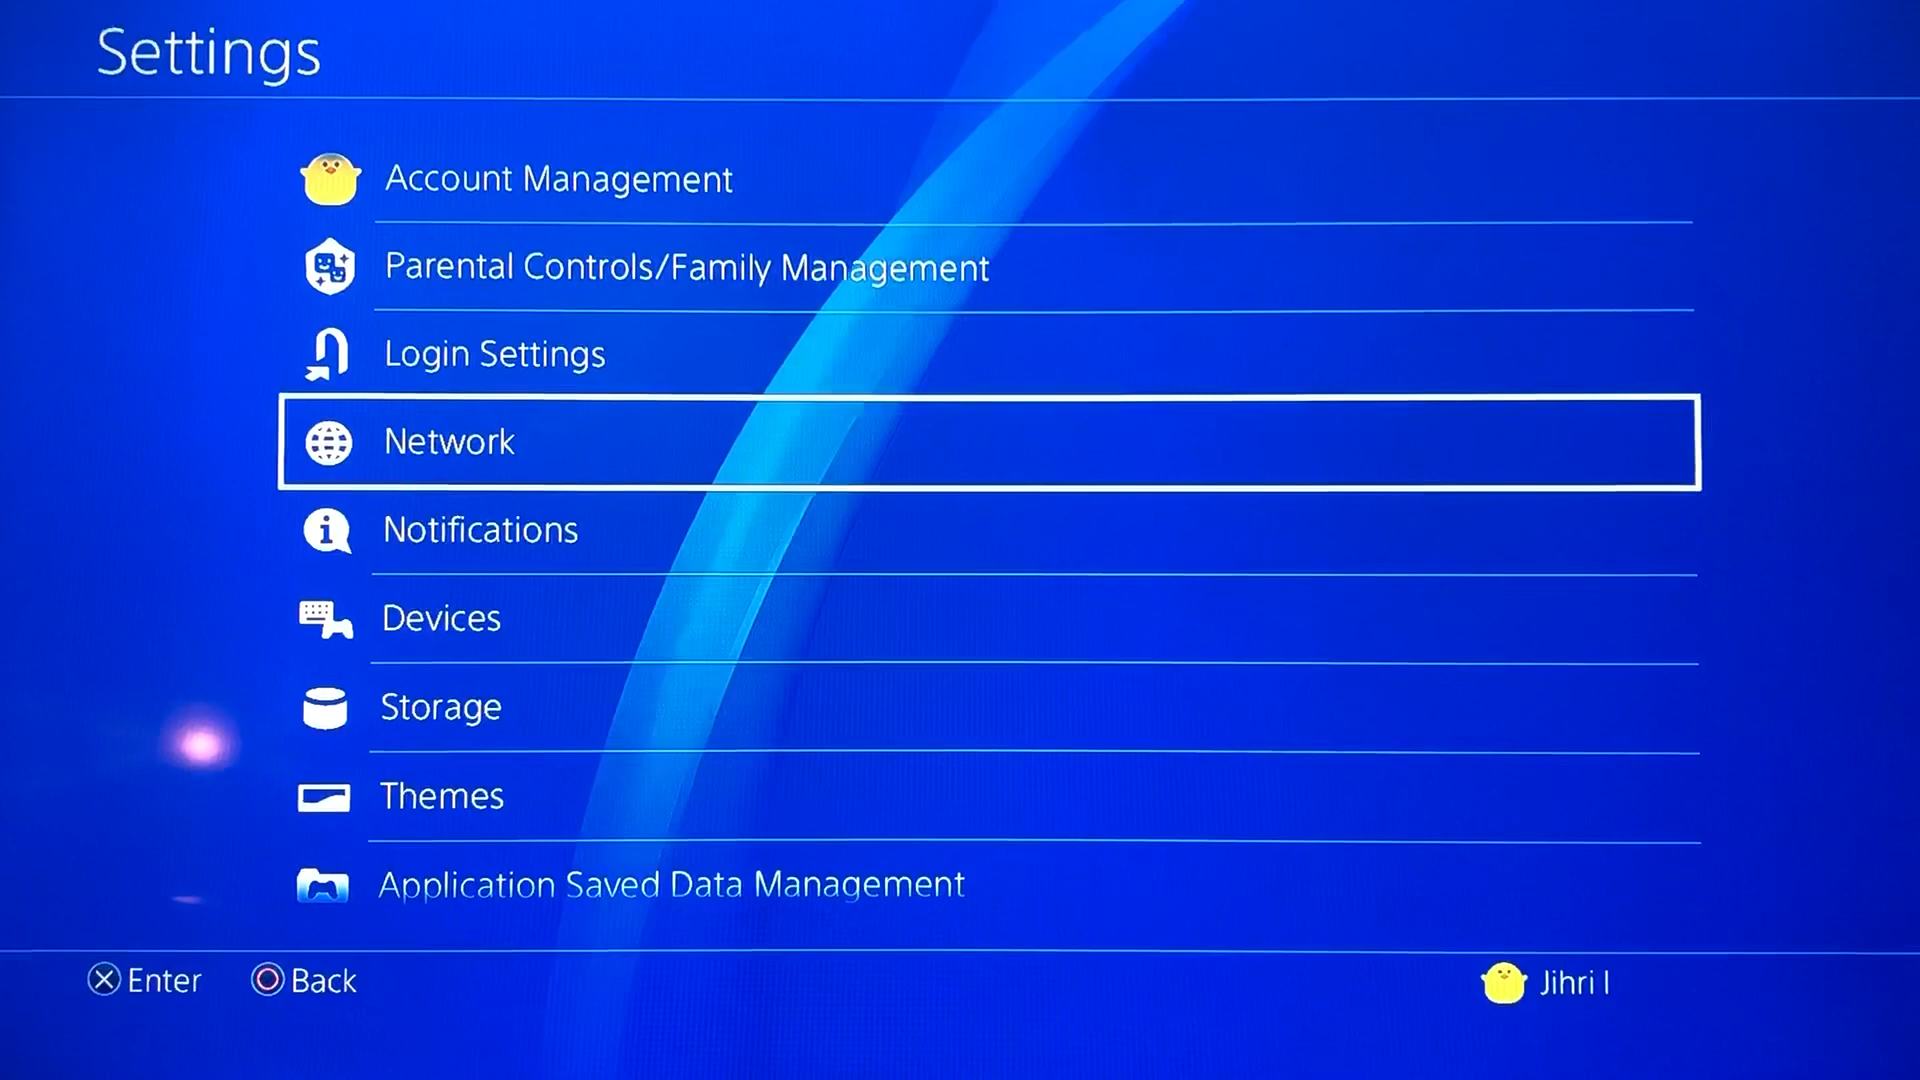 Settings
Account Management
Parental Controls/Family Management
Login Settings
Network
Notifications
Devices
Storage
Themes
Application Saved Data Management
Enter Back Jihri I